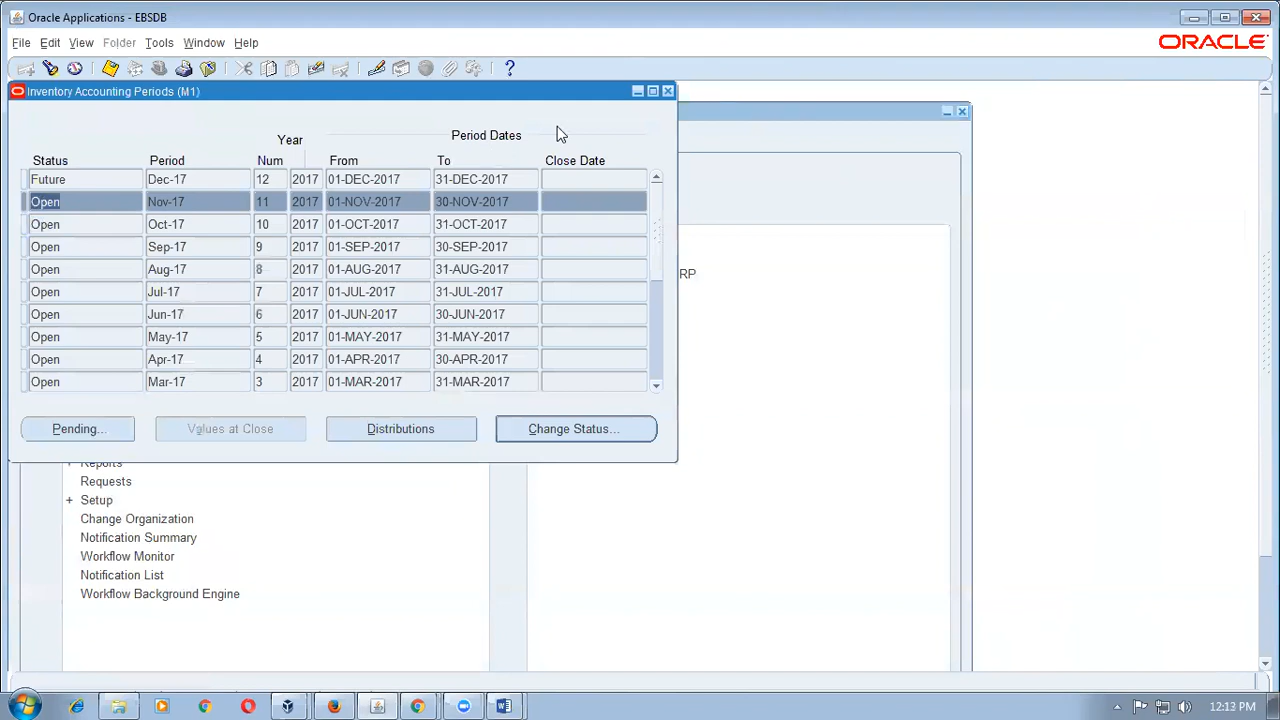 Oracle Applications - EBSDB
File Edit View Folder Tools Window Help
ORACLE
Inventory Accounting Periods (M1)
Year
Period Dates
Status Period Num From To Close Date
Future Dec-17 12 2017 01-DEC-2017 31-DEC-2017
Open Nov-17 11 2017 01-NOV-2017 30-NOV-2017
Open Oct-17 10 2017 01-OCT-2017 31-OCT-2017
Open Sep-17 9 2017 01-SEP-2017 30-SEP-2017
Open Aug-17 8 2017 01-AUG-2017 31-AUG-2017
Open Jul-17 7 2017 01-JUL-2017 31-JUL-2017
Open Jun-17 6 2017 01-JUN-2017 30-JUN-2017
Open May-17 5 2017 01-MAY-2017 31-MAY-2017
Open Apr-17 4 2017 01-APR-2017 30-APR-2017
Open Mar-17 3 2017 01-MAR-2017 31-MAR-2017
RP
Pending... Values at Close Distributions Change Status...
+ Reports
Requests
+ Setup
Change Organization
Notification Summary
Workflow Monitor
Notification List
Workflow Background Engine
12:13 PM